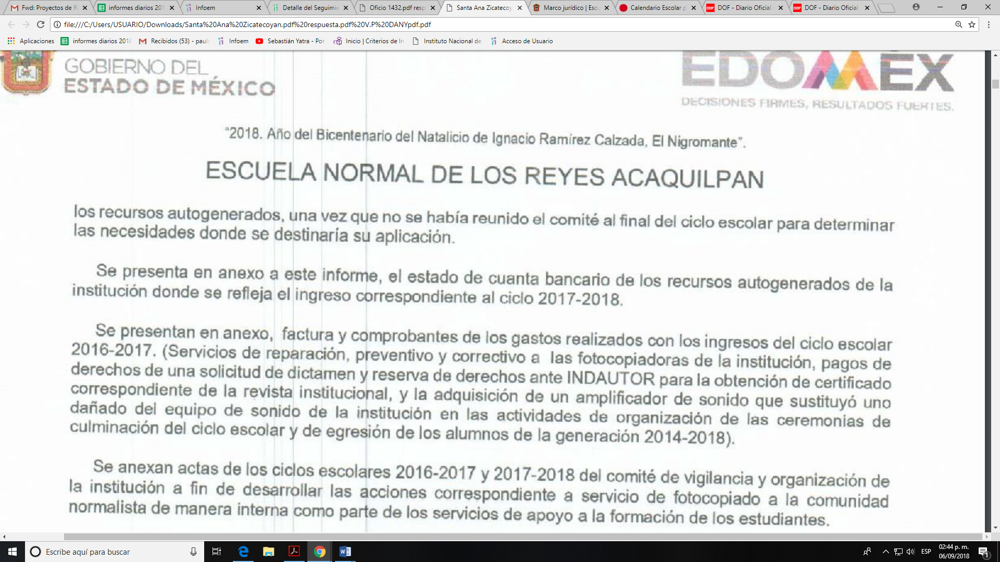 Fwd: Proyectos de R
informes diarios 201
Infoem
Detalle del Seguimie
Oficio 1432.pdf resp
Santa Ana Zicatecoy
Marco jurídico | Escu
Calendario Escolar p
DOF - Diario Oficial
DOF - Diario Oficial
file:///C:/Users/USUARIO/Downloads/Santa%20Ana%20Zicatecoyan.pdf%20respuesta.pdf%20V.P%20DANYpdf.pdf
Aplicaciones
informes diarios 2018
Recibidos (53) - pauli
Infoem
Sebastián Yatra - Por
Inicio | Criterios de In
Instituto Nacional de
Acceso de Usuario
GOBIERNO DEL
ESTADO DE MÉXICO
EDOMÉX
DECISIONES FIRMES, RESULTADOS FUERTES.
"2018. Año del Bicentenario del Natalicio de Ignacio Ramírez Calzada, El Nigromante".
ESCUELA NORMAL DE LOS REYES ACAQUILPAN
los recursos autogenerados, una vez que no se había reunido el comité al final del ciclo escolar para determinar
las necesidades donde se destinaría su aplicación.
Se presenta en anexo a este informe, el estado de cuanta bancario de los recursos autogenerados de la
institución donde se refleja el ingreso correspondiente al ciclo 2017-2018.
Se presentan en anexo, factura y comprobantes de los gastos realizados con los ingresos del ciclo escolar
2016-2017. (Servicios de reparación, preventivo y correctivo a las fotocopiadoras de la institución, pagos de
derechos de una solicitud de dictamen y reserva de derechos ante INDAUTOR para la obtención de certificado
correspondiente de la revista institucional, y la adquisición de un amplificador de sonido que sustituyó uno
dañado del equipo de sonido de la institución en las actividades de organización de las ceremonias de
culminación del ciclo escolar y de egresión de los alumnos de la generación 2014-2018).
Se anexan actas de los ciclos escolares 2016-2017 y 2017-2018 del comité de vigilancia y organización de
la institución a fin de desarrollar las acciones correspondiente a servicio de fotocopiado a la comunidad
normalista de manera interna como parte de los servicios de apoyo a la formación de los estudiantes.
Escribe aquí para buscar
ESP
02:44 p. m.
06/09/2018
1